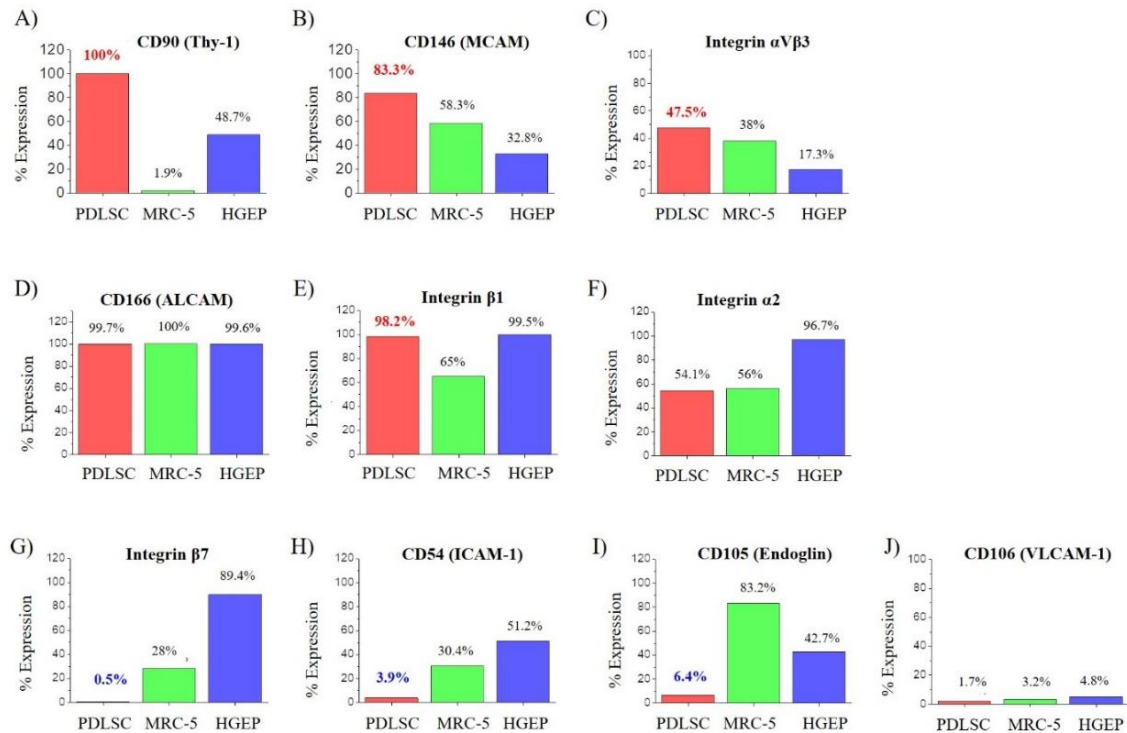 A)
CD90 (Thy-1)
% Expression
120
100
80
60
40
20
0
100%
1.9%
48.7%
PDLSC MRC-5 HGEP
B)
CD146 (MCAM)
% Expression
120
100
80
60
40
20
0
83.3%
58.3%
32.8%
PDLSC MRC-5 HGEP
C)
Integrin αVβ3
% Expression
100
80
60
40
20
0
47.5%
38%
17.3%
PDLSC MRC-5 HGEP
D)
CD166 (ALCAM)
% Expression
120
100
80
60
40
20
0
99.7% 100% 99.6%
PDLSC MRC-5 HGEP
E)
Integrin β1
% Expression
120
100
80
60
40
20
0
98.2%
65%
99.5%
PDLSC MRC-5 HGEP
F)
Integrin α2
% Expression
120
100
80
60
40
20
0
54.1%
56%
96.7%
PDLSC MRC-5 HGEP
G)
Integrin β7
% Expression
120
100
80
60
40
20
0
0.5%
28%
89.4%
PDLSC MRC-5 HGEP
H)
CD54 (ICAM-1)
% Expression
120
100
80
60
40
20
0
3.9%
30.4%
51.2%
PDLSC MRC-5 HGEP
I)
CD105 (Endoglin)
% Expression
120
100
80
60
40
20
0
6.4%
83.2%
42.7%
PDLSC MRC-5 HGEP
J)
CD106 (VLCAM-1)
% Expression
120
100
80
60
40
20
0
1.7% 3.2% 4.8%
PDLSC MRC-5 HGEP